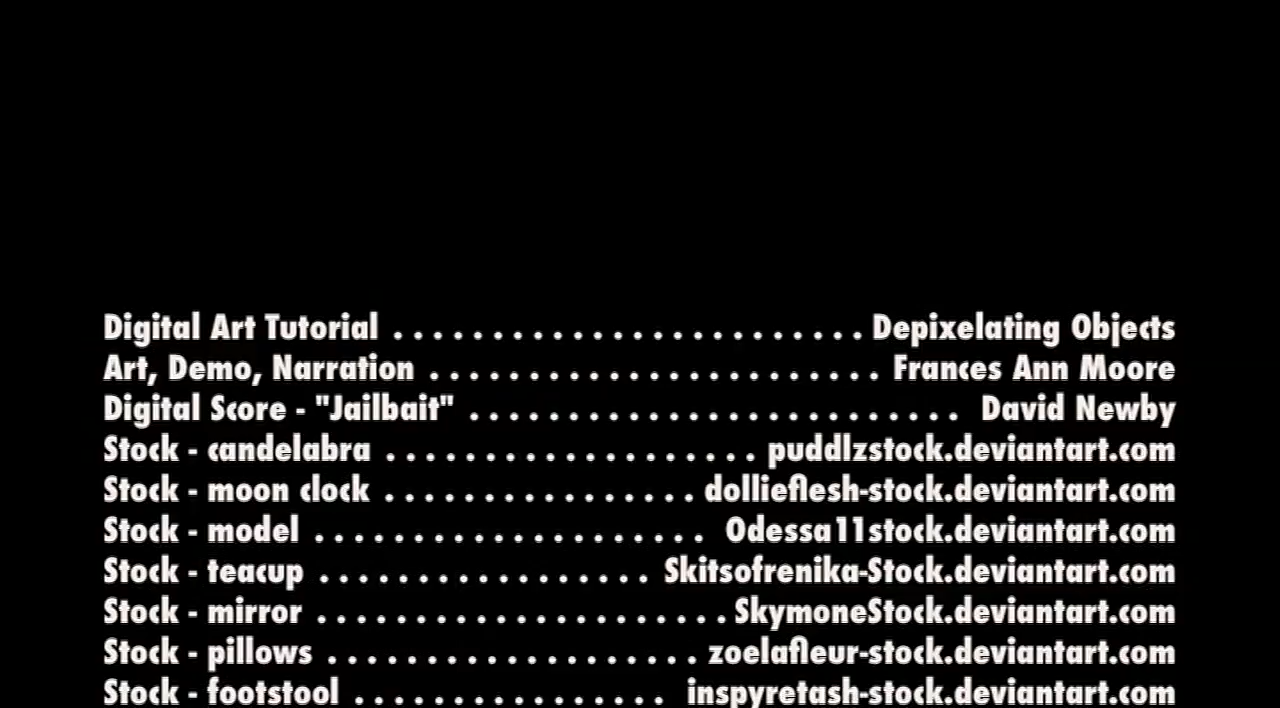 Digital Art Tutorial . . . . . . . . . . . . . . . . . . . . . . . . Depixelating Objects
Art, Demo, Narration . . . . . . . . . . . . . . . . . . . . . . . Frances Ann Moore
Digital Score - "Jailbait" . . . . . . . . . . . . . . . . . . . . . . . . . David Newby
Stock - candelabra . . . . . . . . . . . . . . . . . . . puddlzstock.deviantart.com
Stock - moon clock . . . . . . . . . . . . . . . . dollieflesh-stock.deviantart.com
Stock - model . . . . . . . . . . . . . . . . . . . . 0dessa11stock.deviantart.com
Stock - teacup . . . . . . . . . . . . . . . . . Skitsofrenika-Stock.deviantart.com
Stock - mirror . . . . . . . . . . . . . . . . . . . . . SkymoneStock.deviantart.com
Stock - pillows . . . . . . . . . . . . . . . . . . . zoelafleur-stock.deviantart.com
Stock - footstool . . . . . . . . . . . . . . . . inspyretash-stock.deviantart.com